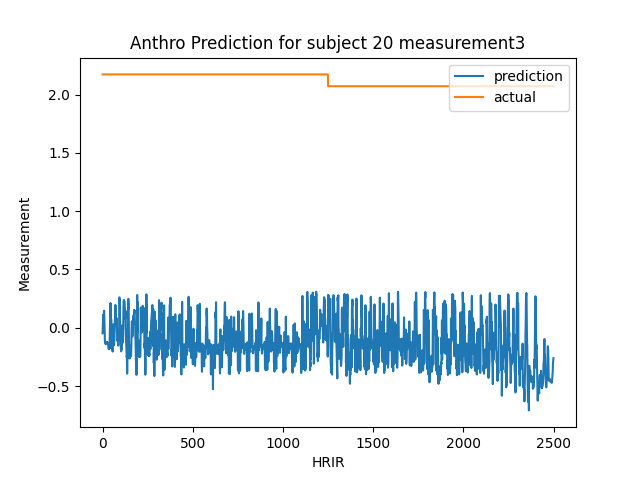 Anthro Prediction for subject 20 measurement3
prediction
actual
Measurement
2.0
1.5
1.0
0.5
0.0
−0.5
0 500 1000 1500 2000 2500
HRIR